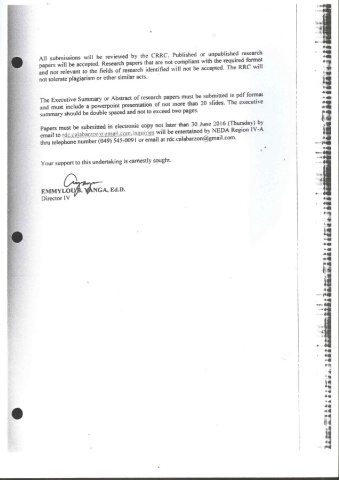 All submissions will be reviewed by the CRRC. Published or unpublished research
papers will be accepted. Research papers that are not compliant with the required format
and not relevant to the fields of research identified will not be accepted. The RRC will
not tolerate plagiarism or other similar acts.
The Executive Summary or Abstract of research papers must be submitted in pdf format
and must include a powerpoint presentation of not more than 20 slides. The executive
summary should be double spaced and not to exceed two pages.
Papers must be submitted in electronic copy not later than 30 June 2016 (Thursday) by
email to rdc.calabarzon@gmail.com. Inquiries will be entertained by NEDA Region IV-A
thru telephone number (049) 545-0091 or email at rdc.calabarzon@gmail.com.
Your support to this undertaking is earnestly sought.
EMMYLOU B. YANGA, Ed.D.
Director IV